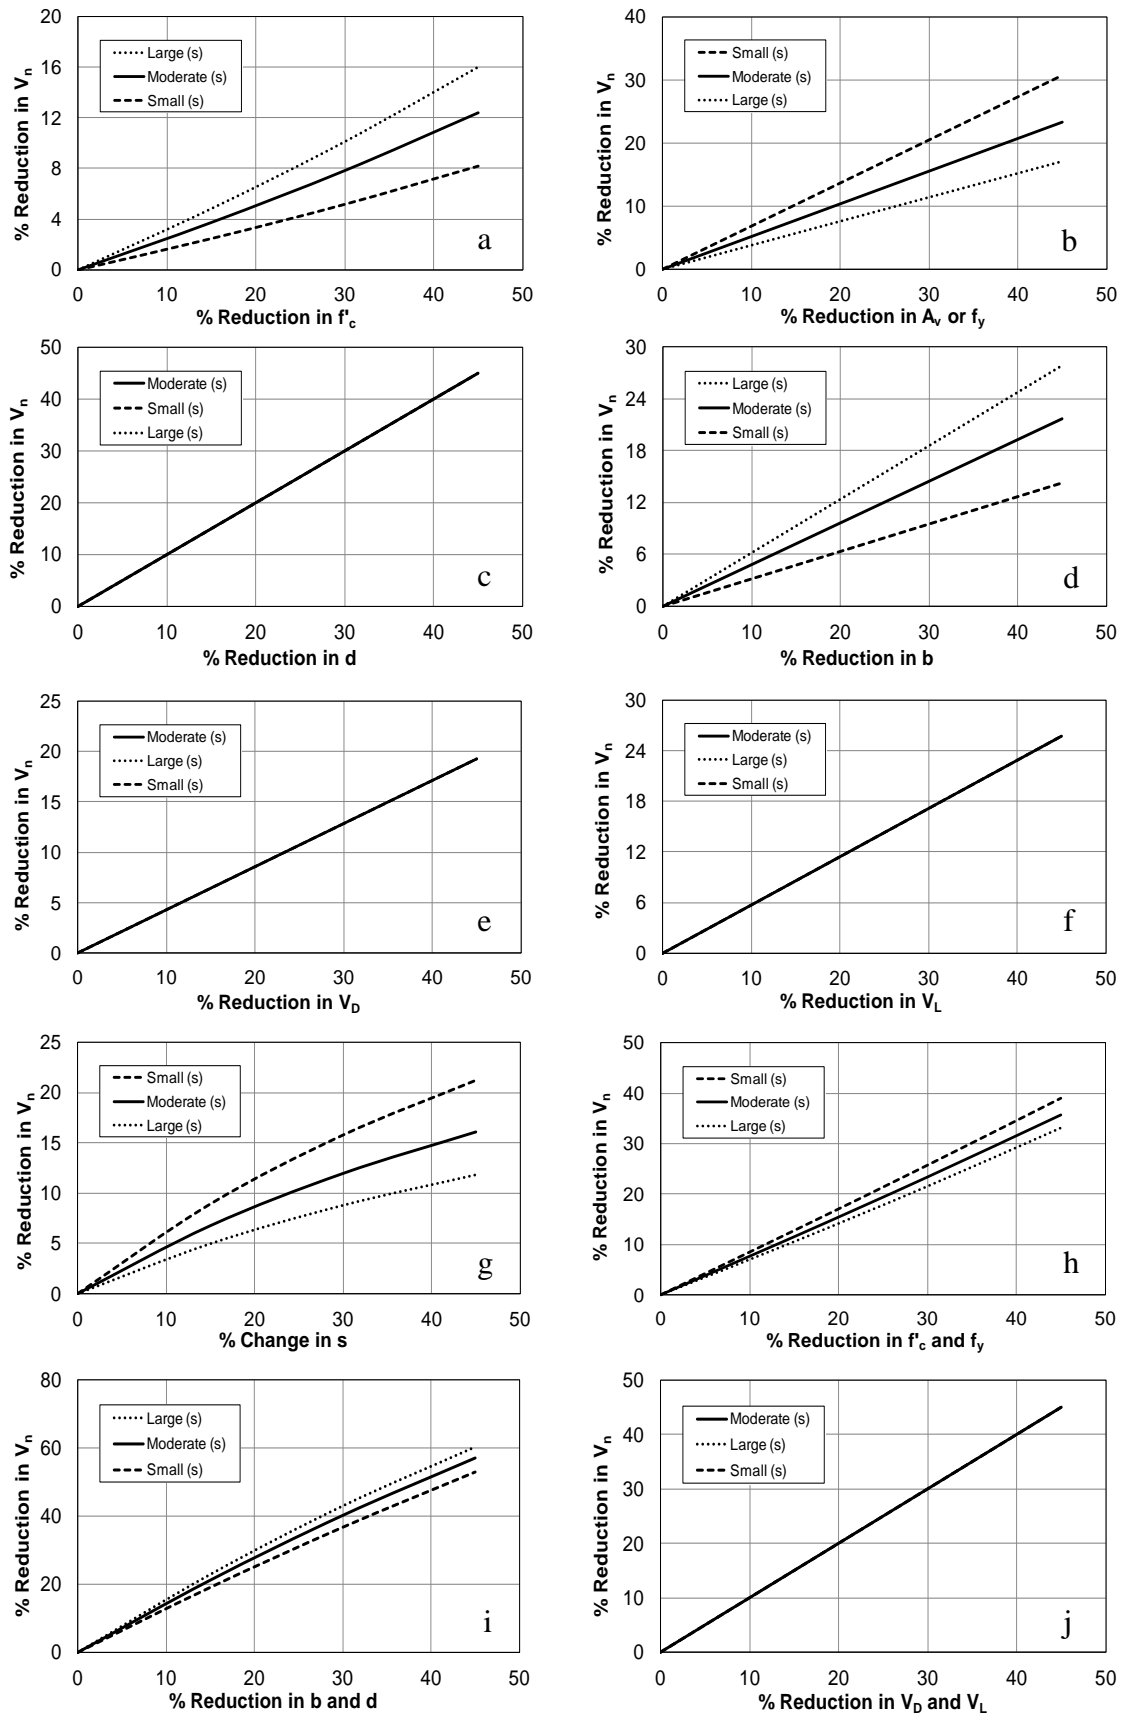 % Reduction in Vn
20
16
12
8
4
0
Large (s)
Moderate (s)
Small (s)
a
0 10 20 30 40 50
% Reduction in f'c
% Reduction in Vn
40
30
20
10
0
Small (s)
Moderate (s)
Large (s)
b
0 10 20 30 40 50
% Reduction in Av or fy
% Reduction in Vn
50
40
30
20
10
0
Moderate (s)
Small (s)
Large (s)
c
0 10 20 30 40 50
% Reduction in d
% Reduction in Vn
30
24
18
12
6
0
Large (s)
Moderate (s)
Small (s)
d
0 10 20 30 40 50
% Reduction in b
% Reduction in Vn
25
20
15
10
5
0
Moderate (s)
Large (s)
Small (s)
e
0 10 20 30 40 50
% Reduction in VD
% Reduction in Vn
30
24
18
12
6
0
Moderate (s)
Large (s)
Small (s)
f
0 10 20 30 40 50
% Reduction in VL
% Reduction in Vn
25
20
15
10
5
0
Small (s)
Moderate (s)
Large (s)
g
0 10 20 30 40 50
% Change in s
% Reduction in Vn
50
40
30
20
10
0
Small (s)
Moderate (s)
Large (s)
h
0 10 20 30 40 50
% Reduction in f'c and fy
% Reduction in Vn
80
60
40
20
0
Large (s)
Moderate (s)
Small (s)
i
0 10 20 30 40 50
% Reduction in b and d
% Reduction in Vn
50
40
30
20
10
0
Moderate (s)
Large (s)
Small (s)
j
0 10 20 30 40 50
% Reduction in VD and VL